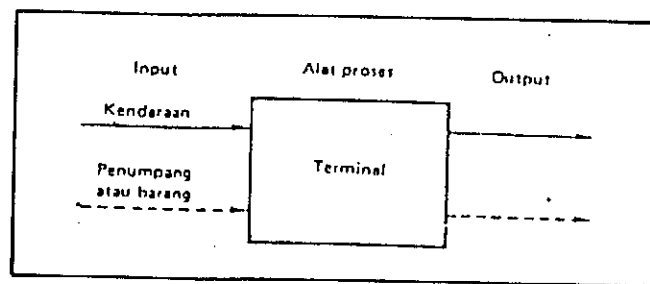 Input
Alat proses
Output
Kendaraan
Penumpang
atau barang
Terminal